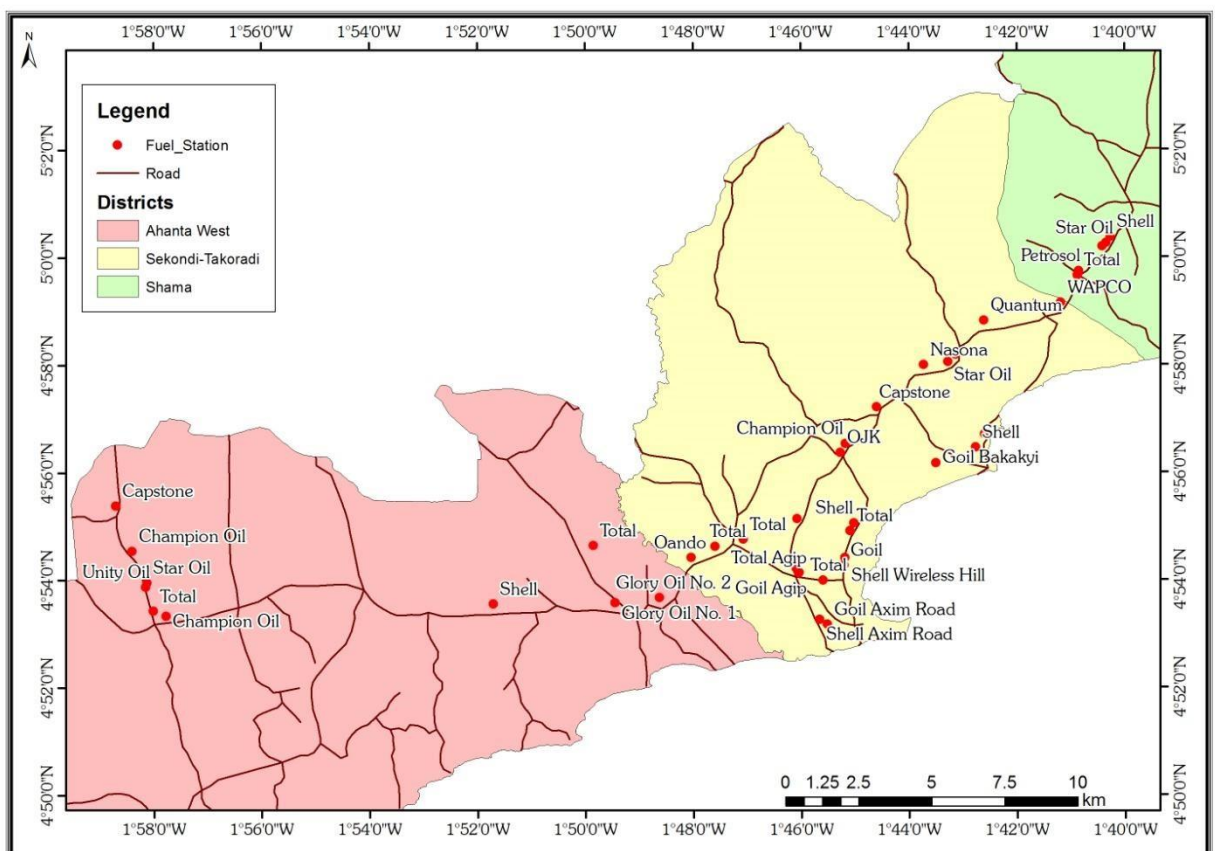 1°58'0"W 1°56'0"W 1°54'0"W 1°52'0"W 1°50'0"W 1°48'0"W 1°46'0"W 1°44'0"W 1°42'0"W 1°40'0"W
N
Legend
Fuel_Station
Road
Districts
Ahanta West
Sekondi-Takoradi
Shama
5°2'0"N
5°0'0"N
4°58'0"N
4°56'0"N
4°54'0"N
4°52'0"N
4°50'0"N
5°2'0"N
5°0'0"N
4°58'0"N
4°56'0"N
4°54'0"N
4°52'0"N
4°50'0"N
Star Oil Shell
Petrosol Total
WAPCO
Quantum
Nasona
Star Oil
Capstone
Champion Oil OJK
Shell
Goil Bakakyi
Capstone
Champion Oil
Unity Oil Star Oil
Total
Champion Oil
Shell
Total
Glory Oil No. 2
Glory Oil No. 1
Oando
Total
Total
Shell
Total
Total Agip
Total
Goil
Goil Agip
Shell Wireless Hill
Goil Axim Road
Shell Axim Road
0 1.25 2.5 5 7.5 10
km
1°58'0"W 1°56'0"W 1°54'0"W 1°52'0"W 1°50'0"W 1°48'0"W 1°46'0"W 1°44'0"W 1°42'0"W 1°40'0"W